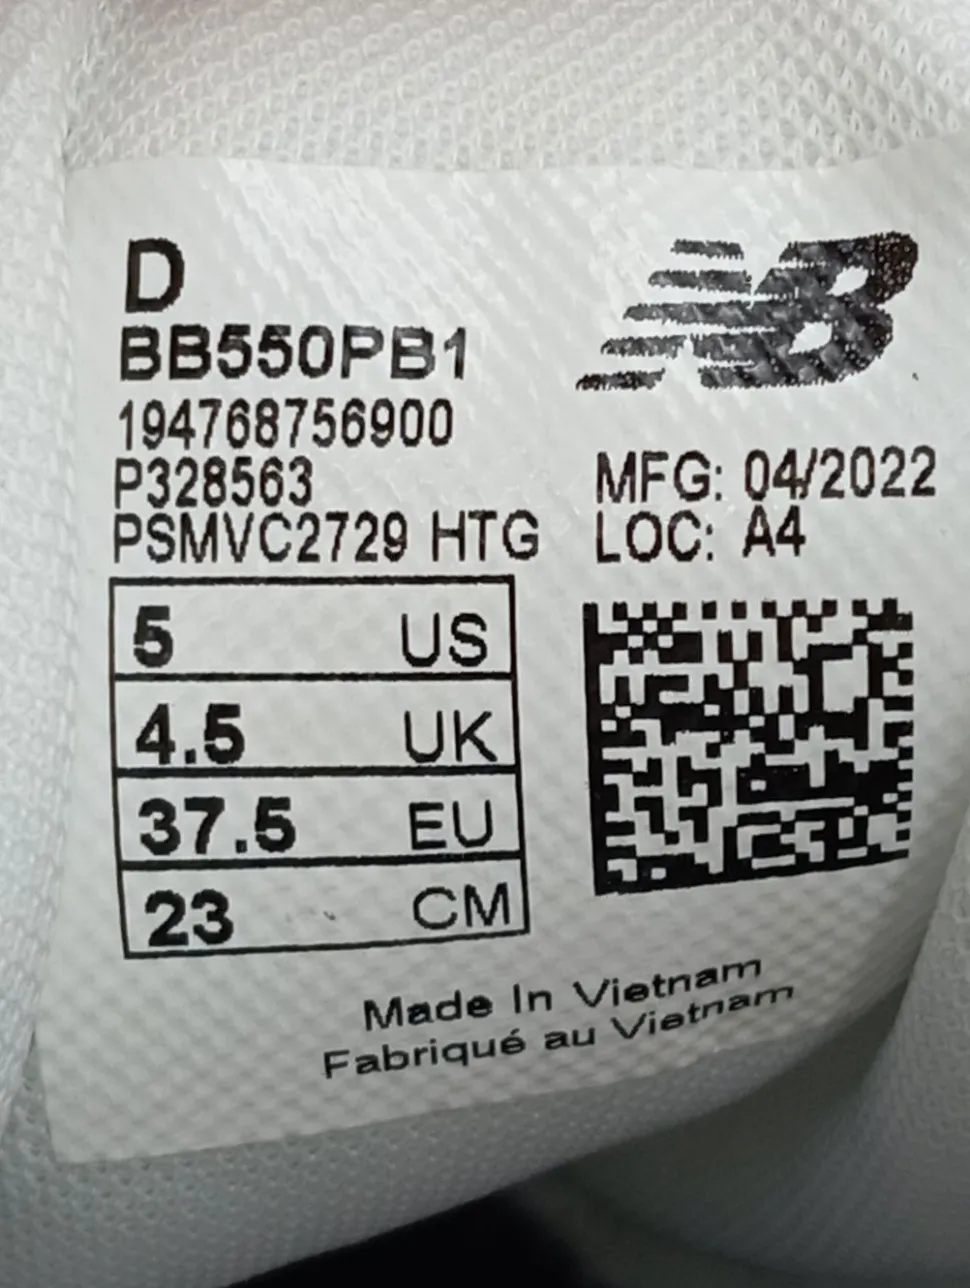 D
BB550PB1
194768756900
P328563
PSMVC2729 HTG
NB
MFG: 04/2022
LOC: A4
5 US
4.5 UK
37.5 EU
23 CM
Made In Vietnam
Fabriqué au Vietnam